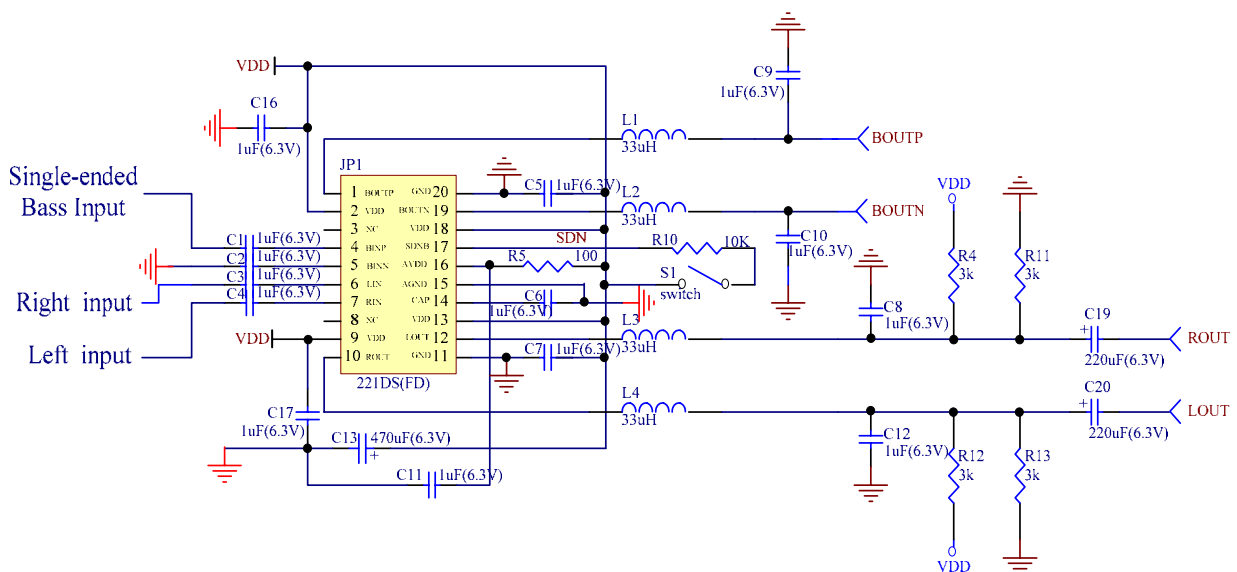 VDD
C9
1uF(6.3V)
C16
1uF(6.3V)
L1
33uH
BOUTP
JP1
Single-ended
Bass Input
1 BOUTP GND 20
C5 1uF(6.3V)
L2
33uH
VDD
2 VDD BOUTN 19
BOUTN
3 NC VDD 18
SDN
C1 1uF(6.3V)
4 BINP SDNB 17
R10 10K
C10
1uF(6.3V)
C2 1uF(6.3V)
5 BINN AVDD 16
R5 100
R4
3k
R11
3k
C3 1uF(6.3V)
6 LIN AGND 15
S1
switch
Right input
C4 1uF(6.3V)
7 RIN CAP 14
C6
1uF(6.3V)
8 NC VDD 13
L3
33uH
C8
1uF(6.3V)
C19
220uF(6.3V)
ROUT
VDD
9 VDD LOUT 12
Left input
10 ROUT GND 11
C7 1uF(6.3V)
221DS(FD)
L4
33uH
C20
220uF(6.3V)
LOUT
C17
1uF(6.3V)
C13 470uF(6.3V)
+
C12
1uF(6.3V)
R12
3k
R13
3k
C11 1uF(6.3V)
+
+
VDD